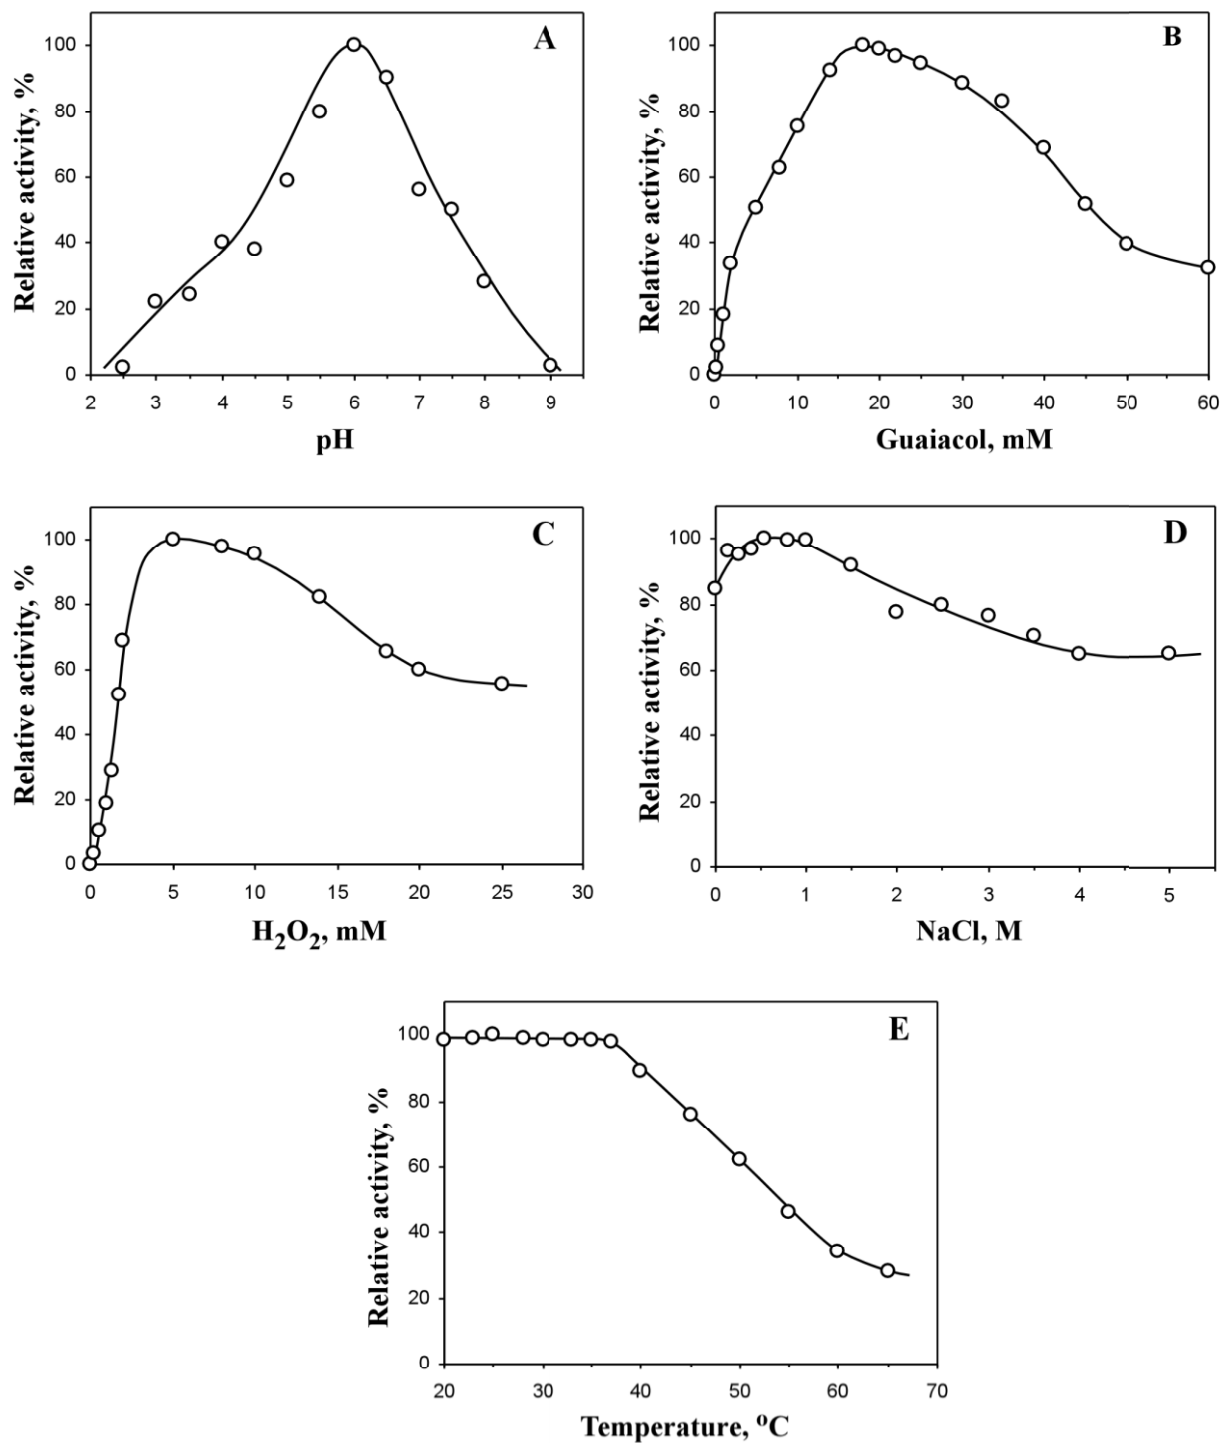 A
Relative activity, %
100
80
60
40
20
0
2 3 4 5 6 7 8 9
pH
B
Relative activity, %
100
80
60
40
20
0
0 10 20 30 40 50 60
Guaiacol, mM
C
Relative activity, %
100
80
60
40
20
0
0 5 10 15 20 25 30
H₂O₂, mM
D
Relative activity, %
100
80
60
40
20
0
0 1 2 3 4 5
NaCl, M
E
Relative activity, %
100
80
60
40
20
0
20 30 40 50 60 70
Temperature, °C